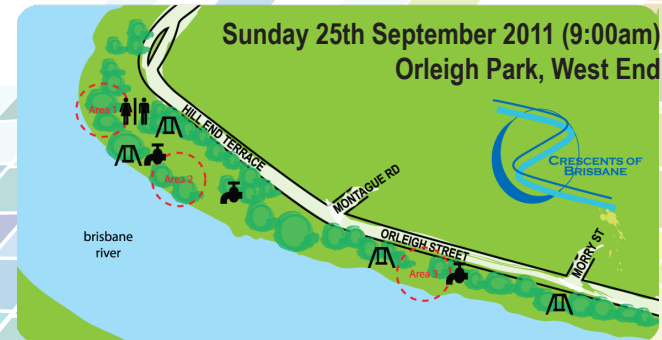 Sunday 25th September 2011 (9:00am)
Orleigh Park, West End
Area 1
HILL END TERRACE
CRESCENTS OF
BRISBANE
Area 2
MONTAGUE RD
brisbane
river
ORLEIGH STREET
MORRY ST
Area 3